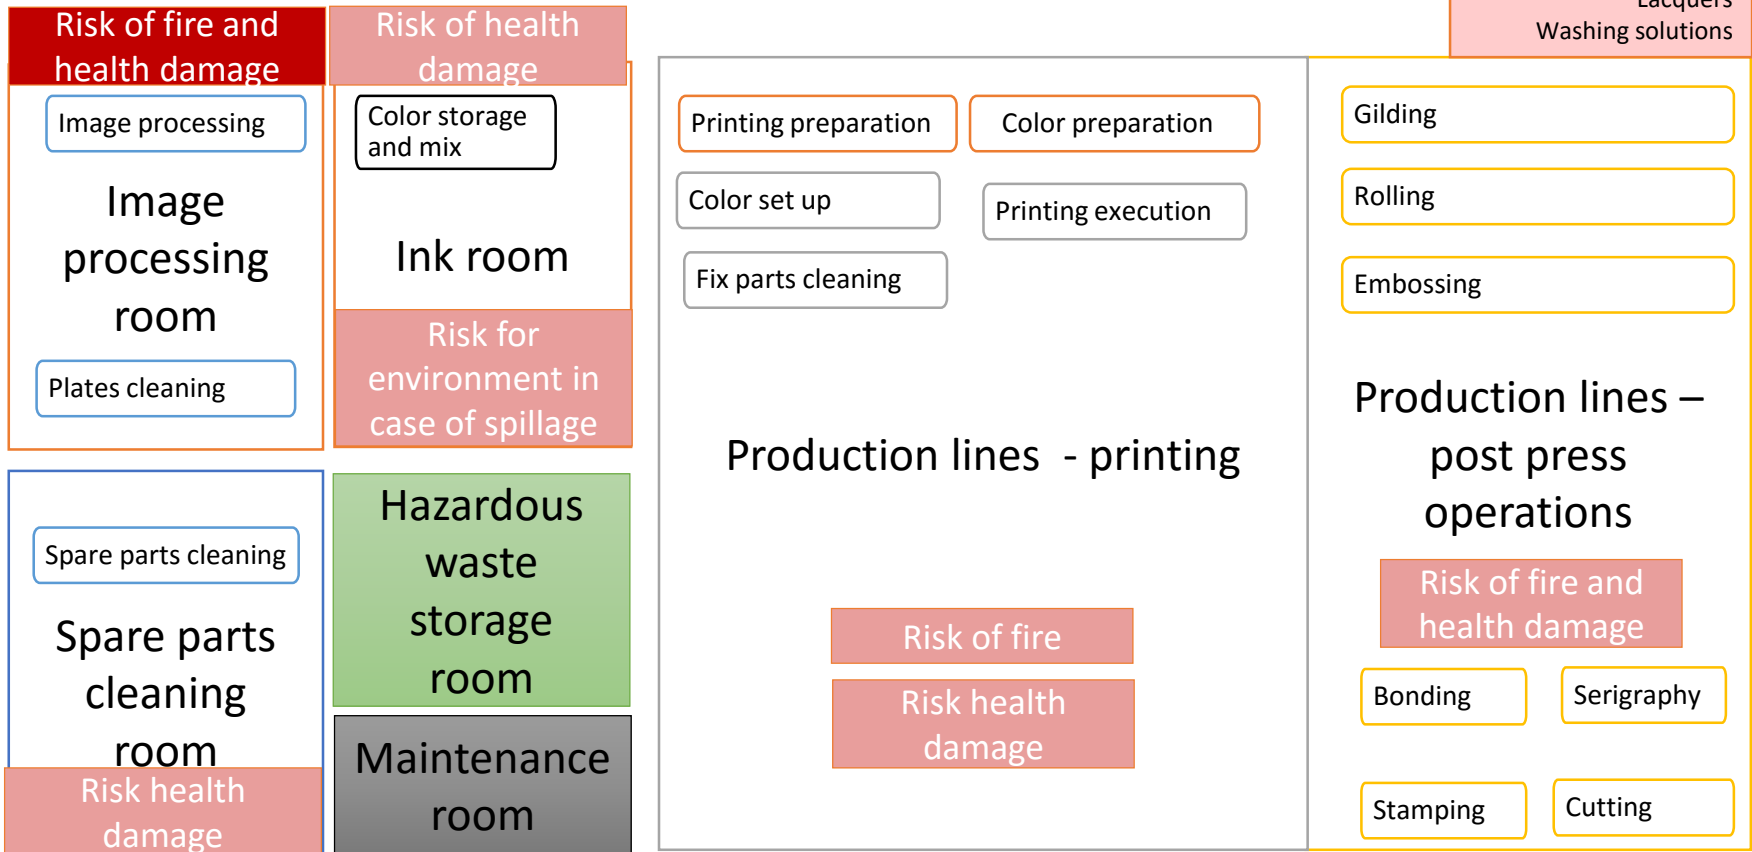 Risk of fire and
health damage
Image processing
Image
processing
room
Plates cleaning
Risk of health
damage
Color storage
and mix
Ink room
Risk for
environment in
case of spillage
Spare parts cleaning
Spare parts
cleaning
room
Risk health
damage
Hazardous
waste
storage
room
Maintenance
room
Printing preparation
Color preparation
Color set up
Printing execution
Fix parts cleaning
Production lines - printing
Risk of fire
Risk health
damage
Lacquers
Washing solutions
Gilding
Rolling
Embossing
Production lines –
post press
operations
Risk of fire and
health damage
Bonding
Serigraphy
Stamping
Cutting